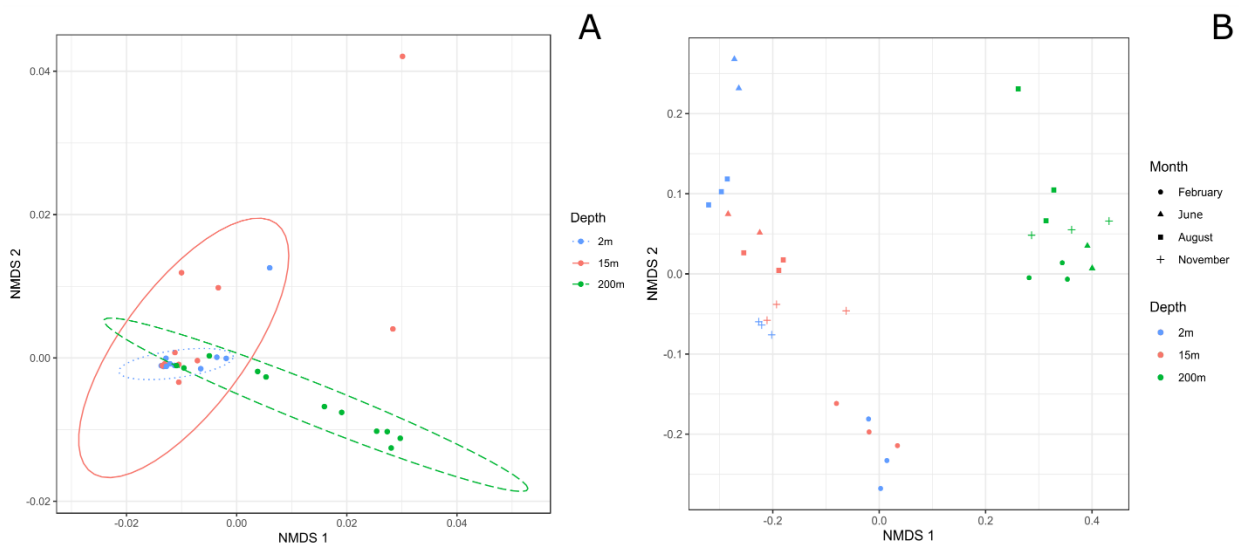 A
0.04
0.02
0.00
-0.02
NMDS 2
-0.02
0.00
0.02
0.04
NMDS 1
Depth
2m
15m
200m
B
0.2
0.1
0.0
-0.1
-0.2
NMDS 2
-0.2
0.0
0.2
0.4
NMDS 1
Month
February
June
August
November
Depth
2m
15m
200m